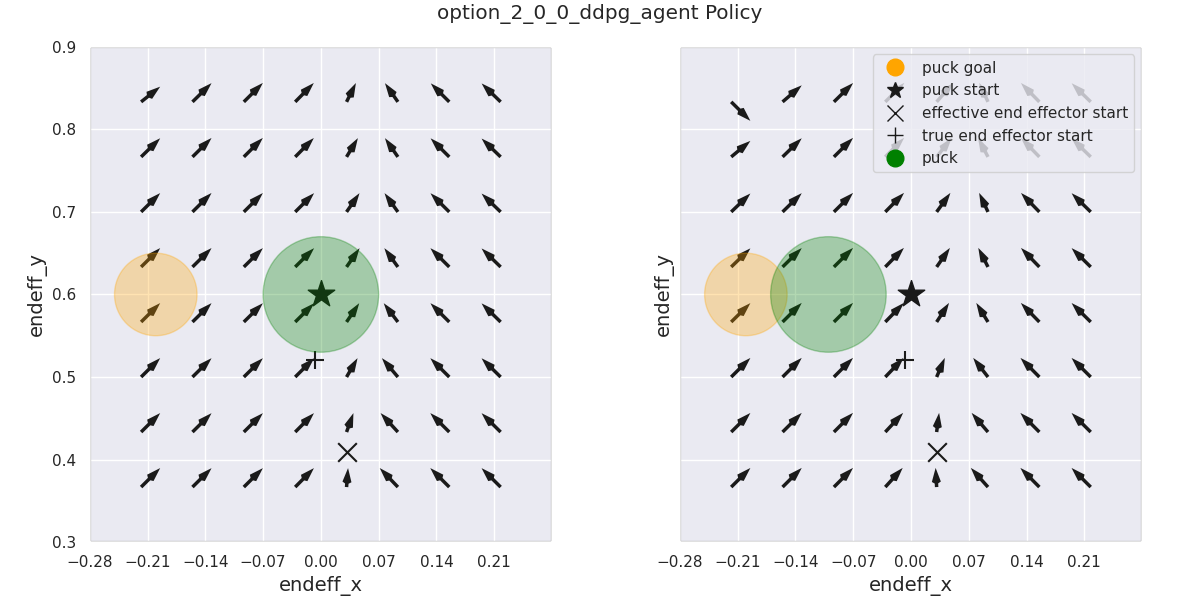 option_2_0_0_ddpg_agent Policy
0.9
0.8
0.7
0.6
0.5
0.4
0.3
endeff_y
−0.28 −0.21 −0.14 −0.07 0.00 0.07 0.14 0.21
endeff_x
puck goal
puck start
effective end effector start
true end effector start
puck
endeff_y
−0.28 −0.21 −0.14 −0.07 0.00 0.07 0.14 0.21
endeff_x